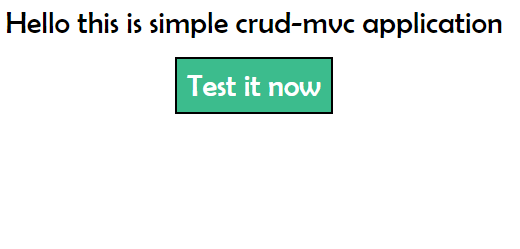 Hello this is simple crud-mvc application
Test it now